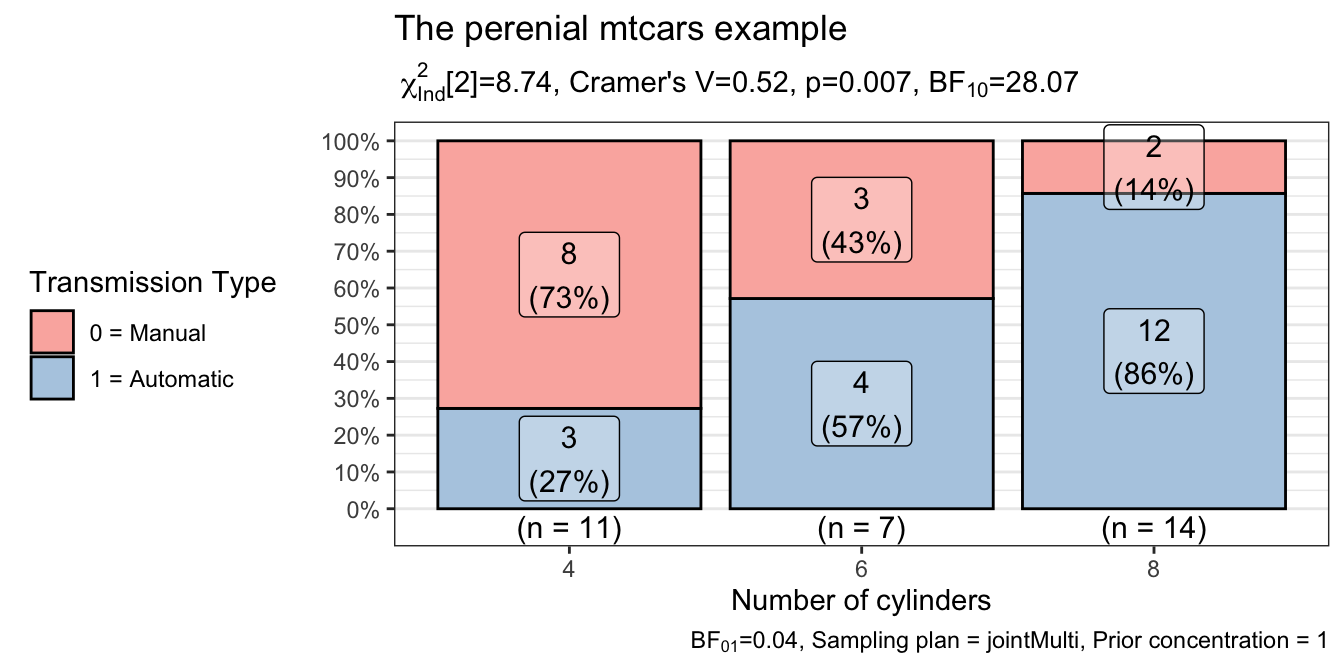 The perenial mtcars example
χ²Ind[2]=8.74, Cramer's V=0.52, p=0.007, BF₁₀=28.07
Transmission Type
0 = Manual
1 = Automatic
100%
90%
80%
70%
60%
50%
40%
30%
20%
10%
0%
8
(73%)
3
(27%)
3
(43%)
4
(57%)
2
(14%)
12
(86%)
(n = 11)
(n = 7)
(n = 14)
4
6
8
Number of cylinders
BF₀₁=0.04, Sampling plan = jointMulti, Prior concentration = 1